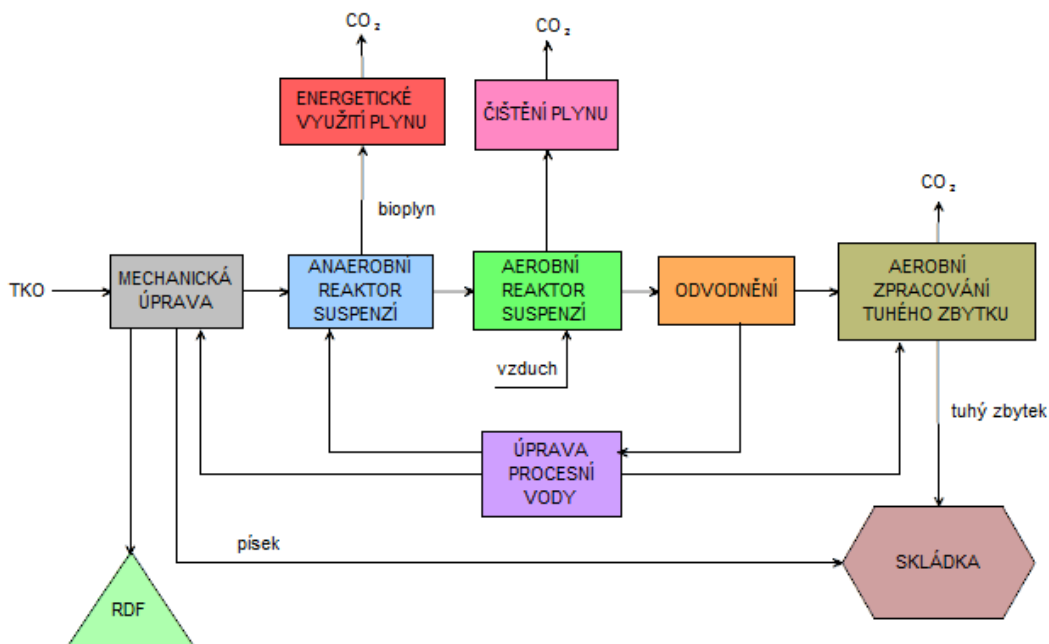 CO₂
CO₂
ENERGETICKÉ
VYUŽITÍ PLYNU
ČIŠTĚNÍ PLYNU
bioplyn
CO₂
TKO
MECHANICKÁ
ÚPRAVA
ANAEROBNÍ
REAKTOR
SUSPENZÍ
AEROBNÍ
REAKTOR
SUSPENZÍ
ODVODNĚNÍ
AEROBNÍ
ZPRACOVÁNÍ
TUHÉHO ZBYTKU
vzduch
tuhý zbytek
ÚPRAVA
PROCESNÍ
VODY
písek
SKLÁDKA
RDF